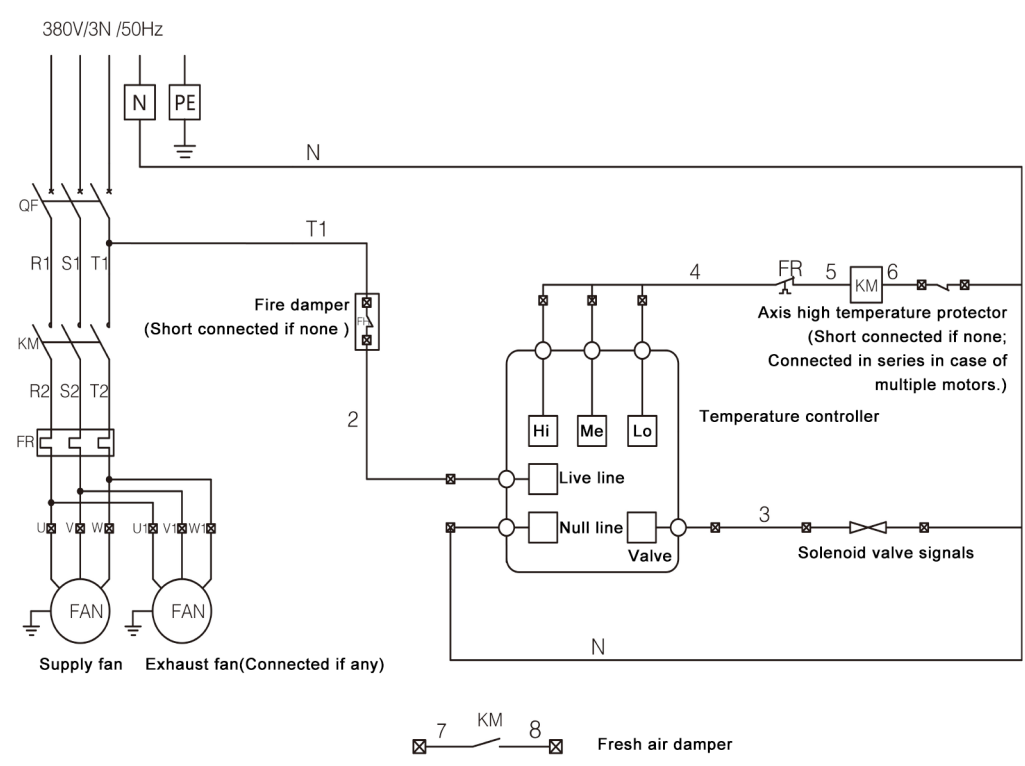 380V/3N /50Hz
N
PE
N
QF
T1
R1
S1
T1
4
FR
5
KM
6
Fire damper
(Short connected if none )
FH
Axis high temperature protector
(Short connected if none;
Connected in series in case of
multiple motors.)
KM
R2
S2
T2
2
Temperature controller
Hi
Me
Lo
FR
Live line
3
Null line
Valve
Solenoid valve signals
U
V
W
U1
V1
W1
FAN
FAN
N
Supply fan
Exhaust fan(Connected if any)
7
KM
8
Fresh air damper